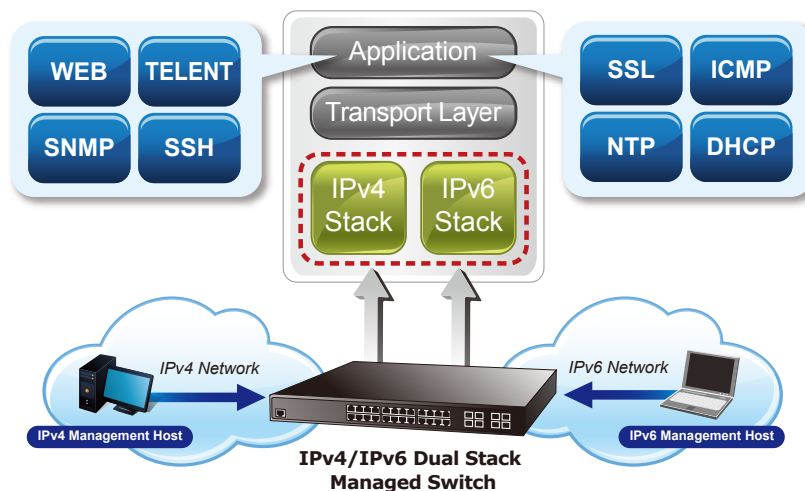 WEB
TELENT
SNMP
SSH
Application
Transport Layer
IPv4
Stack
IPv6
Stack
SSL
ICMP
NTP
DHCP
IPv4 Network
IPv4 Management Host
IPv6 Network
IPv6 Management Host
IPv4/IPv6 Dual Stack
Managed Switch